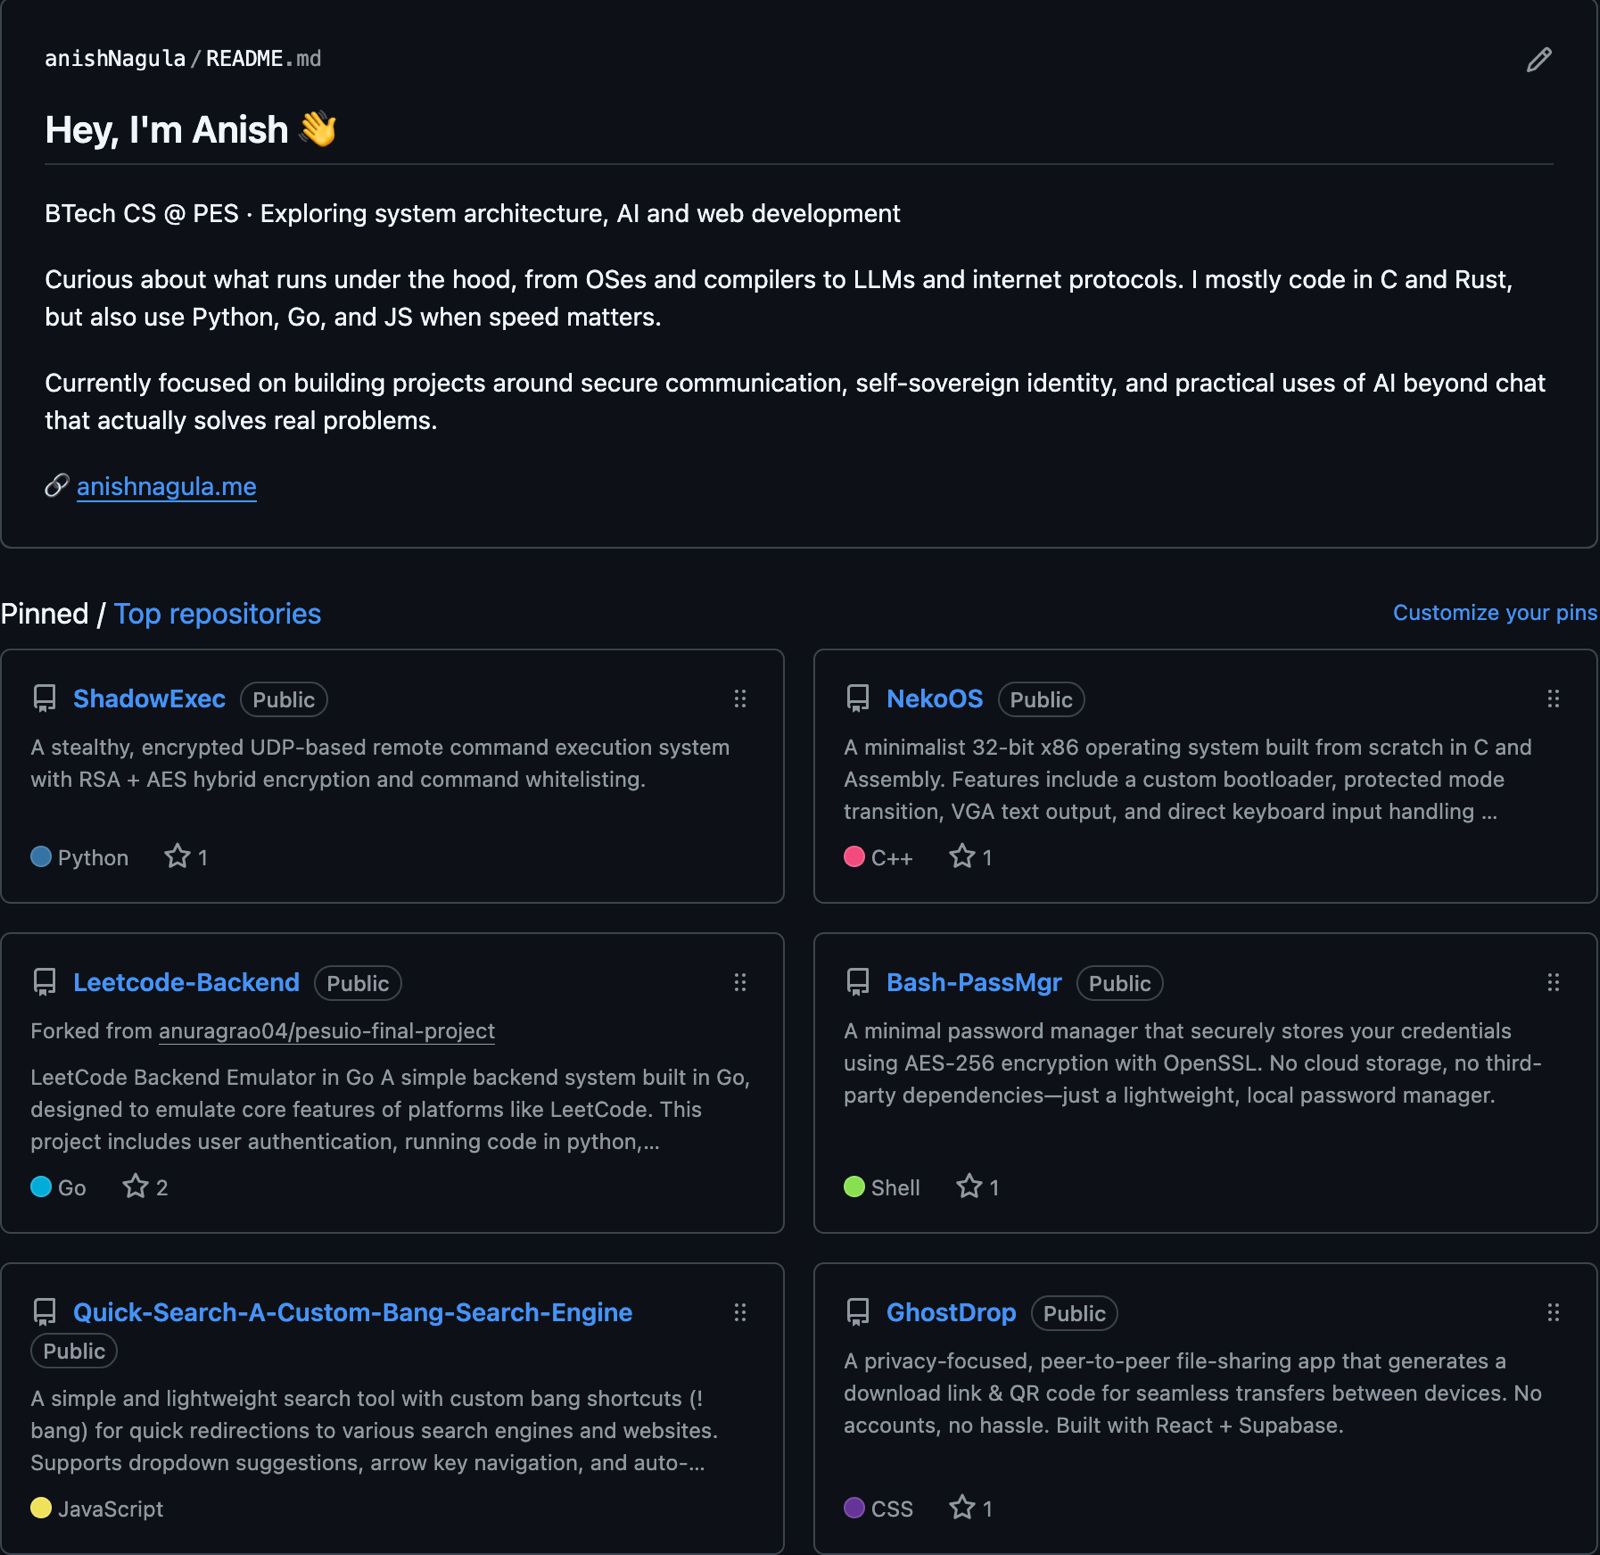 anishNagula/README.md
Hey, I'm Anish 👋
BTech CS @ PES · Exploring system architecture, AI and web development
Curious about what runs under the hood, from OSes and compilers to LLMs and internet protocols. I mostly code in C and Rust,
but also use Python, Go, and JS when speed matters.
Currently focused on building projects around secure communication, self-sovereign identity, and practical uses of AI beyond chat
that actually solves real problems.
🔗 anishnagula.me
Pinned / Top repositories
Customize your pins
ShadowExec Public
A stealthy, encrypted UDP-based remote command execution system
with RSA + AES hybrid encryption and command whitelisting.
Python 1
NekoOS Public
A minimalist 32-bit x86 operating system built from scratch in C and
Assembly. Features include a custom bootloader, protected mode
transition, VGA text output, and direct keyboard input handling ...
C++ 1
Leetcode-Backend Public
Forked from anuragrao04/pesuio-final-project
LeetCode Backend Emulator in Go A simple backend system built in Go,
designed to emulate core features of platforms like LeetCode. This
project includes user authentication, running code in python,...
Go 2
Bash-PassMgr Public
A minimal password manager that securely stores your credentials
using AES-256 encryption with OpenSSL. No cloud storage, no third-
party dependencies—just a lightweight, local password manager.
Shell 1
Quick-Search-A-Custom-Bang-Search-Engine
Public
A simple and lightweight search tool with custom bang shortcuts (!
bang) for quick redirections to various search engines and websites.
Supports dropdown suggestions, arrow key navigation, and auto-...
JavaScript
GhostDrop Public
A privacy-focused, peer-to-peer file-sharing app that generates a
download link & QR code for seamless transfers between devices. No
accounts, no hassle. Built with React + Supabase.
CSS 1